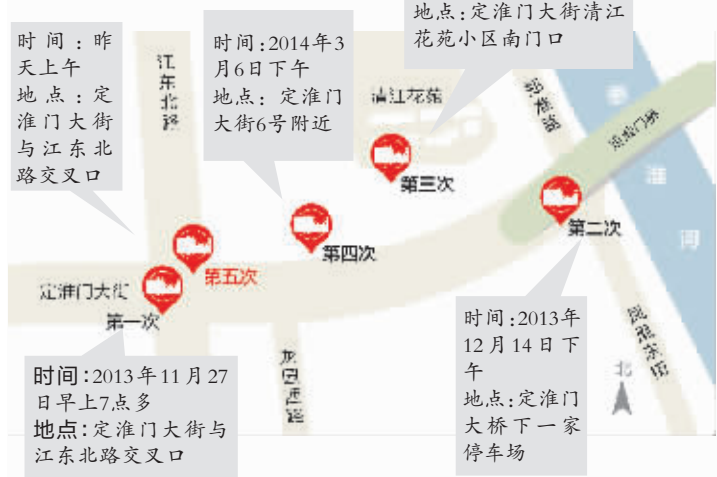 地点:定淮门大街清江
花苑小区南门口
时间:昨
天上午
地点:定
淮门大街
与江东北
路交叉口
时间:2014年3
月6日下午
地点:定淮门
大街6号附近
江东北路
清江花苑
定淮门桥
淮
河
第三次
第二次
第四次
第五次
定淮门大街
第一次
时间:2013年11月27
日早上7点多
地点:定淮门大街与
江东北路交叉口
时间:2013年
12月14日下
午
地点:定淮门
大桥下一家
停车场
北